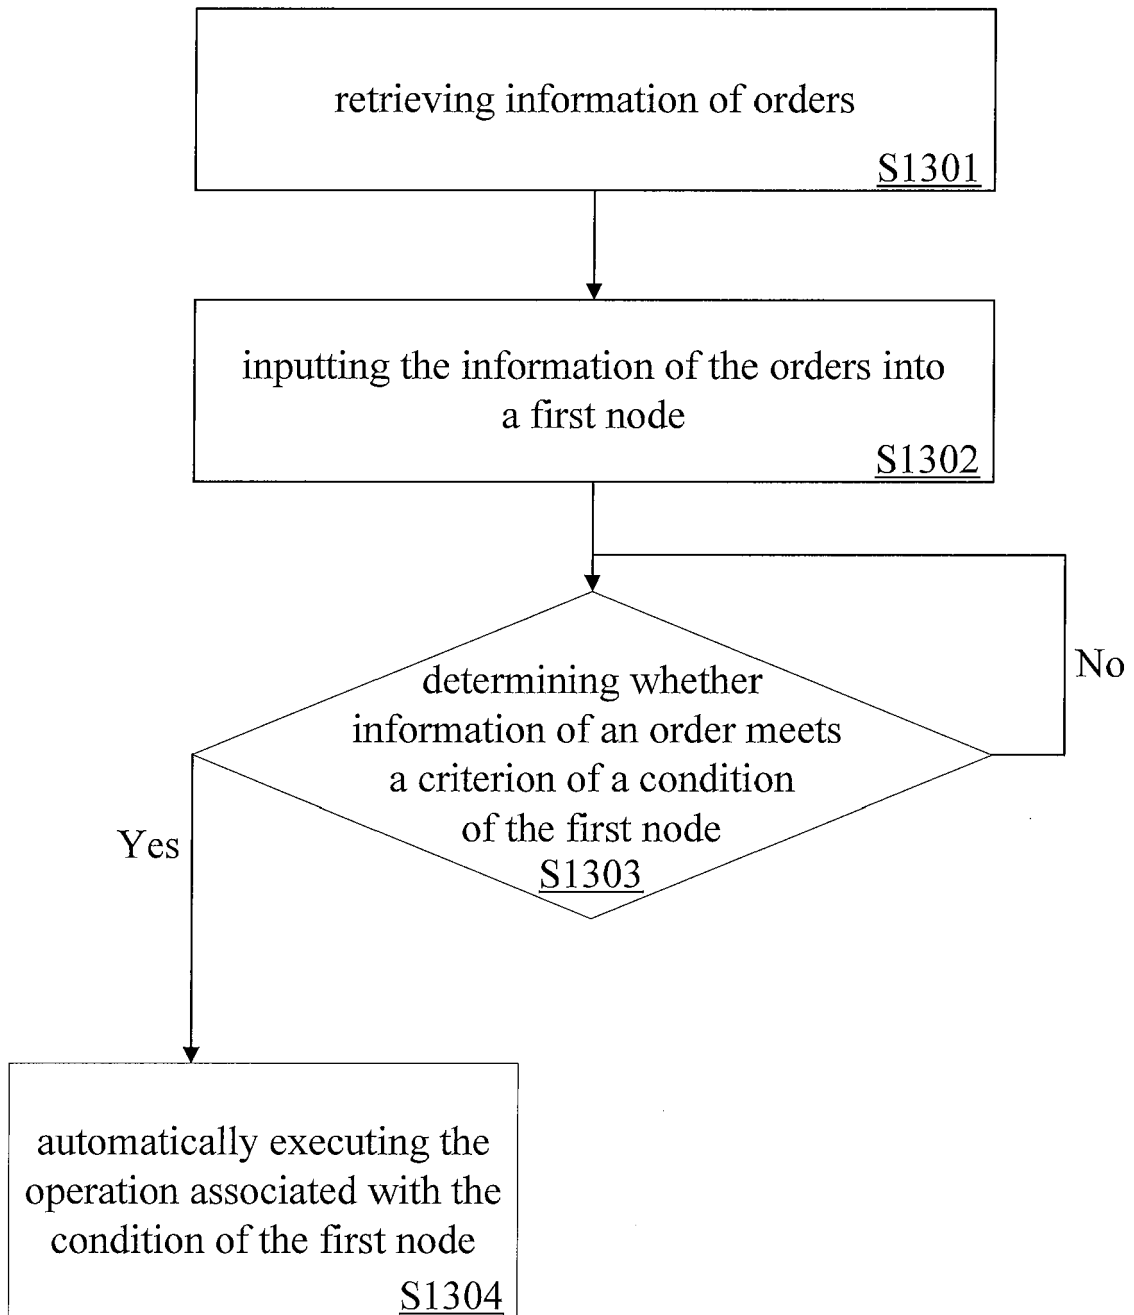 retrieving information of orders
S1301
inputting the information of the orders into
a first node
S1302
determining whether
information of an order meets
a criterion of a condition
of the first node
S1303
No
Yes
automatically executing the
operation associated with the
condition of the first node
S1304